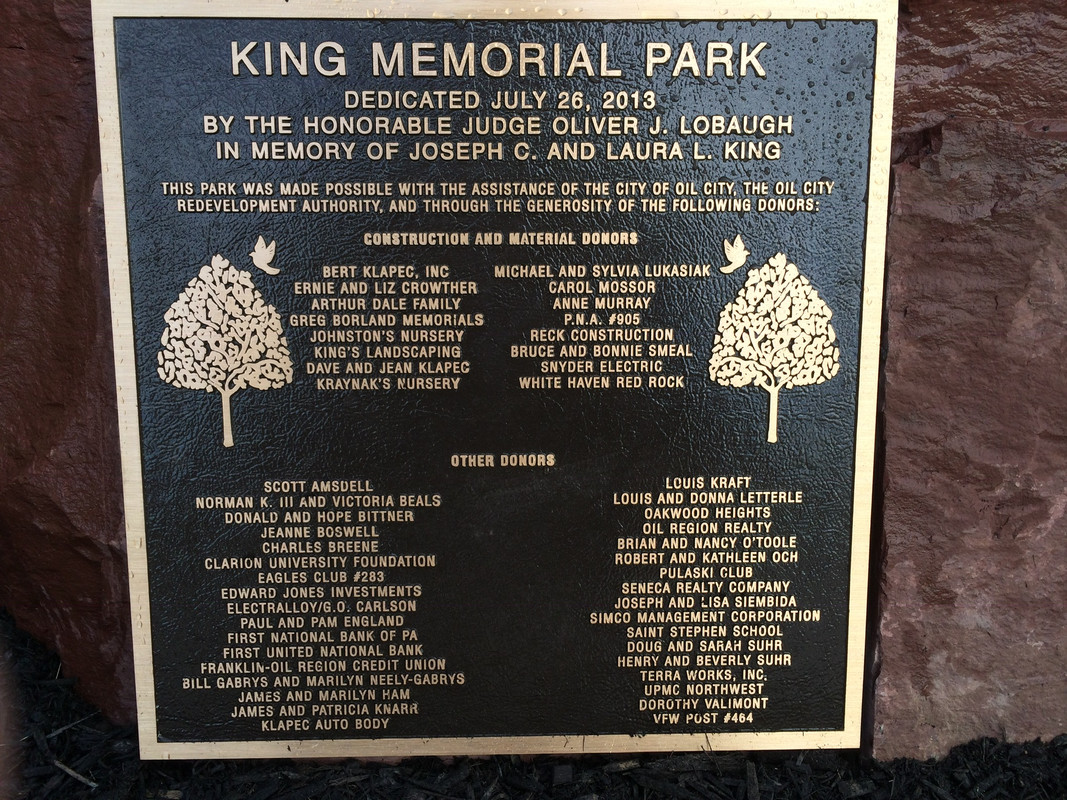 KING MEMORIAL PARK
DEDICATED JULY 26, 2013
BY THE HONORABLE JUDGE OLIVER J. LOBAUGH
IN MEMORY OF JOSEPH C. AND LAURA L. KING
THIS PARK WAS MADE POSSIBLE WITH THE ASSISTANCE OF THE CITY OF OIL CITY, THE OIL CITY
REDEVELOPMENT AUTHORITY, AND THROUGH THE GENEROSITY OF THE FOLLOWING DONORS:
CONSTRUCTION AND MATERIAL DONORS
BERT KLAPEC, INC
ERNIE AND LIZ CROWTHER
ARTHUR DALE FAMILY
GREG BORLAND MEMORIALS
JOHNSTON'S NURSERY
KING'S LANDSCAPING
DAVE AND JEAN KLAPEC
KRAYNAK'S NURSERY
MICHAEL AND SYLVIA LUKASIAK
CAROL MOSSOR
ANNE MURRAY
P.N.A. #905
RECK CONSTRUCTION
BRUCE AND BONNIE SMEAL
SNYDER ELECTRIC
WHITE HAVEN RED ROCK
OTHER DONORS
SCOTT AMSDELL
NORMAN K. III AND VICTORIA BEALS
DONALD AND HOPE BITTNER
JEANNE BOSWELL
CHARLES BREENE
CLARION UNIVERSITY FOUNDATION
EAGLES CLUB #283
EDWARD JONES INVESTMENTS
ELECTRALLOY/G.O. CARLSON
PAUL AND PAM ENGLAND
FIRST NATIONAL BANK OF PA
FIRST UNITED NATIONAL BANK
FRANKLIN-OIL REGION CREDIT UNION
BILL GABRYS AND MARILYN NEELY-GABRYS
JAMES AND MARILYN HAM
JAMES AND PATRICIA KNARR
KLAPEC AUTO BODY
LOUIS KRAFT
LOUIS AND DONNA LETTERLE
OAKWOOD HEIGHTS
OIL REGION REALTY
BRIAN AND NANCY O'TOOLE
ROBERT AND KATHLEEN OCH
PULASKI CLUB
SENECA REALTY COMPANY
JOSEPH AND LISA SIEMBIDA
SIMCO MANAGEMENT CORPORATION
SAINT STEPHEN SCHOOL
DOUG AND SARAH SUHR
HENRY AND BEVERLY SUHR
TERRA WORKS, INC.
UPMC NORTHWEST
DOROTHY VALIMONT
VFW POST #464